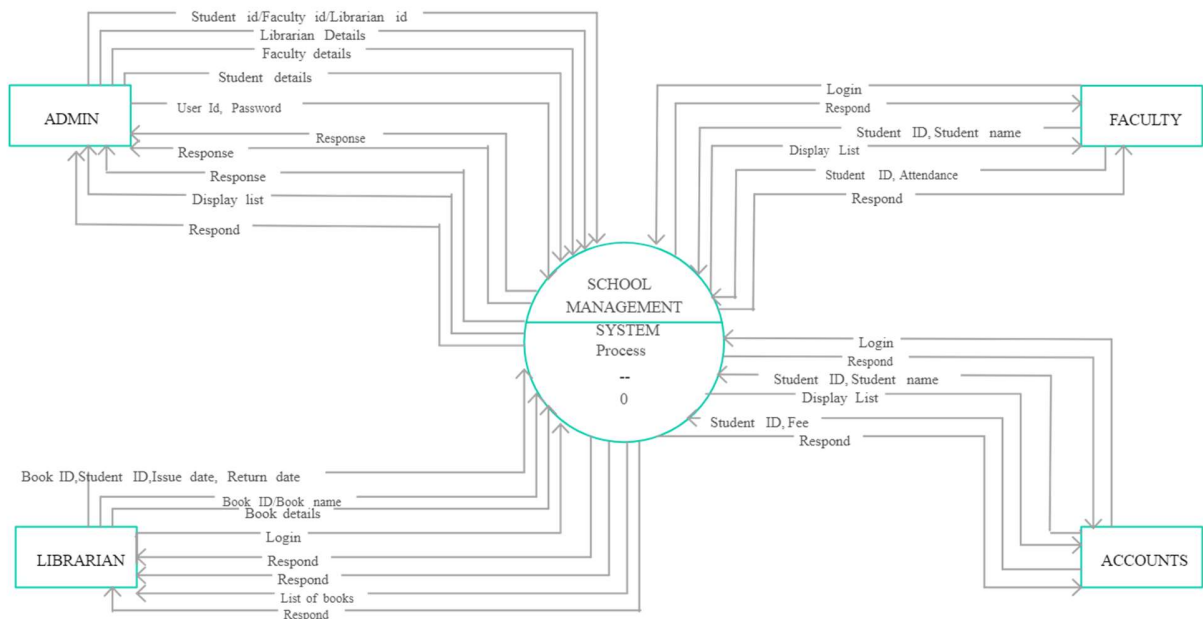 Student id/Faculty id/Librarian id
Librarian Details
Faculty details
Student details
User Id, Password
ADMIN
Response
Response
Response
Display list
Respond
Login
Respond
FACULTY
Student ID, Student name
Display List
Student ID, Attendance
Respond
SCHOOL
MANAGEMENT
SYSTEM
Process
--
0
Login
Respond
Student ID, Student name
Display List
Student ID, Fee
Respond
ACCOUNTS
Book ID,Student ID,Issue date, Return date
Book ID/Book name
Book details
Login
LIBRARIAN
Respond
Respond
List of books
Respond